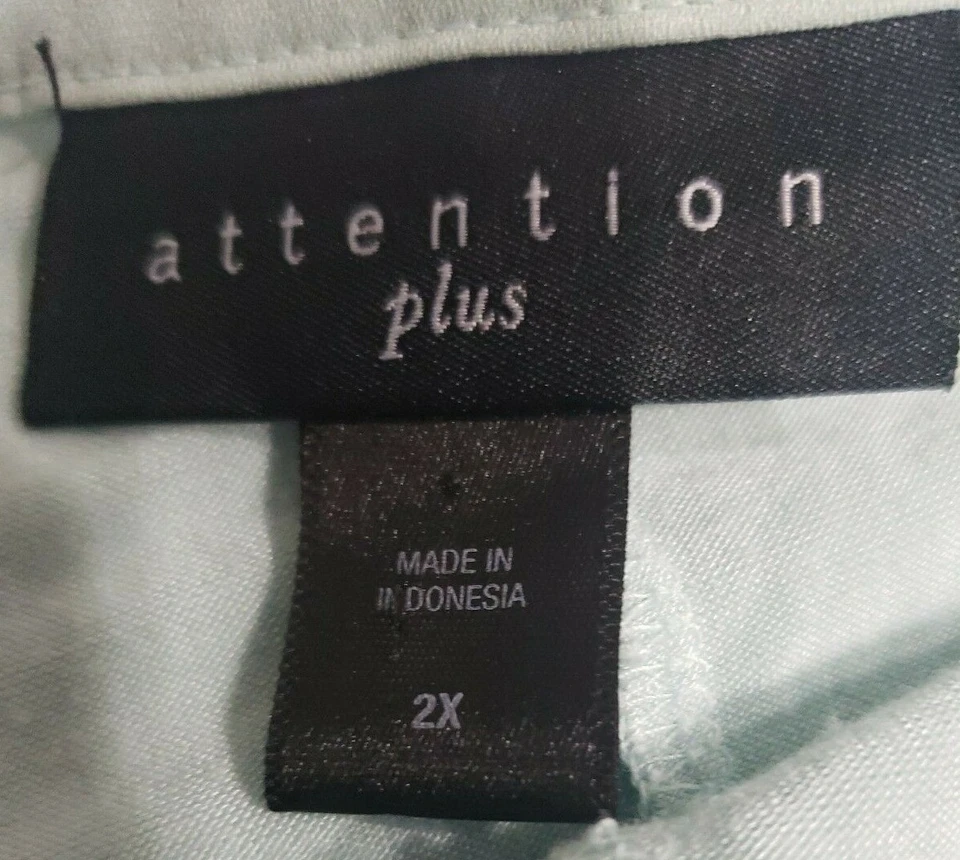 attention
plus
MADE IN
INDONESIA
2X